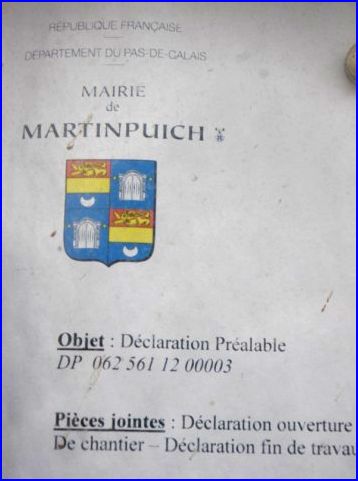 RÉPUBLIQUE FRANÇAISE
DÉPARTEMENT DU PAS-DE-CALAIS
MAIRIE
de
MARTINPUICH
Objet : Déclaration Préalable
DP 062 561 12 00003
Pièces jointes : Déclaration ouverture
De chantier – Déclaration fin de travau